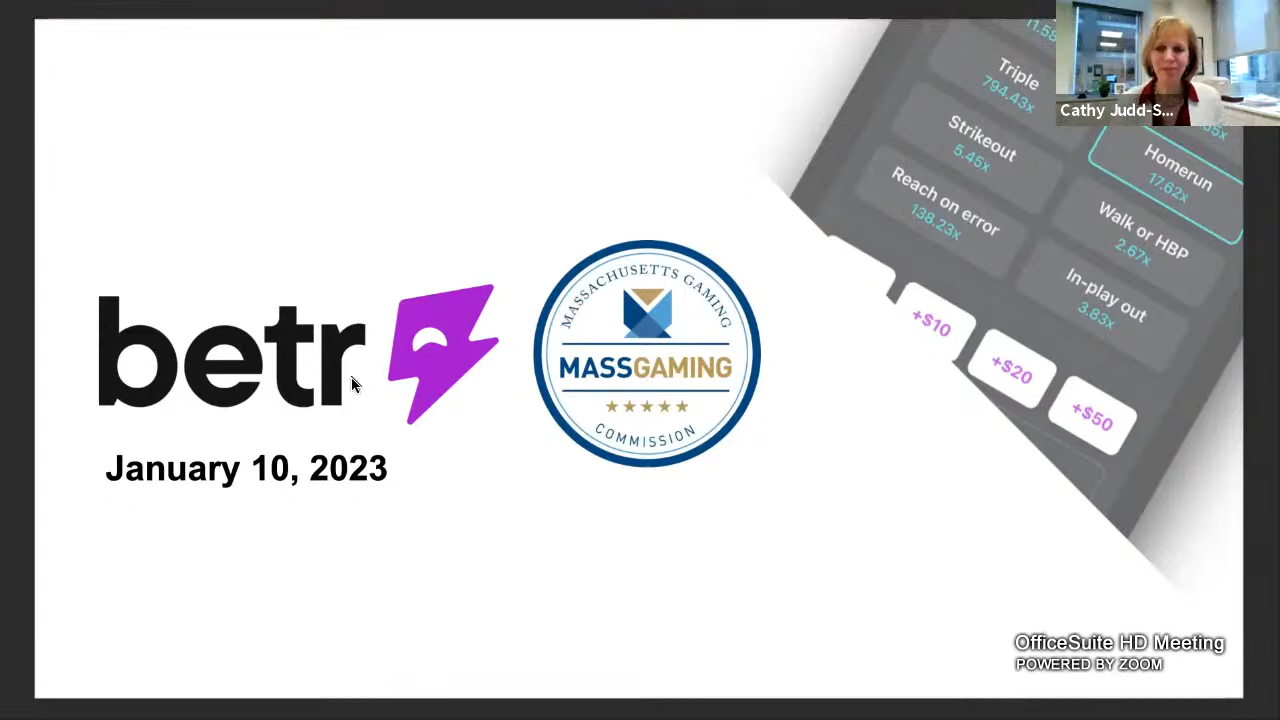 Cathy Judd-S...
Triple
794.43x
Strikeout
5.45x
Reach on error
138.23x
Homerun
17.62x
Walk or HBP
2.67x
In-play out
3.83x
+$10
+$20
+$50
betr
MASSACHUSETTS GAMING
MASSGAMING
COMMISSION
January 10, 2023
OfficeSuite HD Meeting
POWERED BY ZOOM